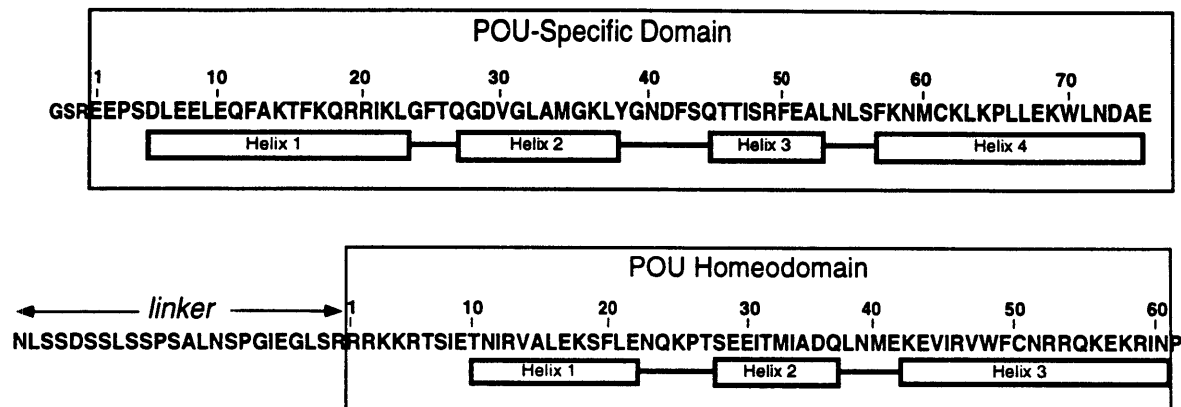 POU-Specific Domain
1 10 20 30 40 50 60 70
GSREEPSDLEELEQFAKTFKQRRIKLGFTQGDVGLAMGKLYGNDFSQTTISRFEALNLSFKNMCKLKPLLEKWLNDAE
Helix 1 Helix 2 Helix 3 Helix 4
POU Homeodomain
linker 1 10 20 30 40 50 60
NLSSDSSLSSPSALNSPGIEGLSRRRKKRTSIETNIRVALEKSFLENQKPTSEEITMIADQLNMEKEVIRVWFCNRRQKEKRINP
Helix 1 Helix 2 Helix 3